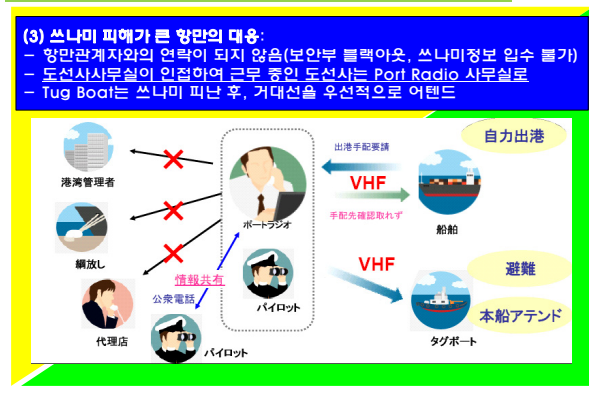 (3) 쓰나미 피해가 큰 항만의 대응:
– 항만관계자와의 연락이 되지 않음(보안부 블랙아웃, 쓰나미정보 입수 불가)
– 도선사사무실이 인접하여 근무 중인 도선사는 Port Radio 사무실로
– Tug Boat는 쓰나미 피난 후, 거대선을 우선적으로 어텐드
自力出港
出港手配要請
VHF
手配先確認取れず
港湾管理者
ポートラジオ
船舶
綱放し
情報共有
公衆電話
パイロット
VHF
避難
本船アテンド
代理店
パイロット
タグボート